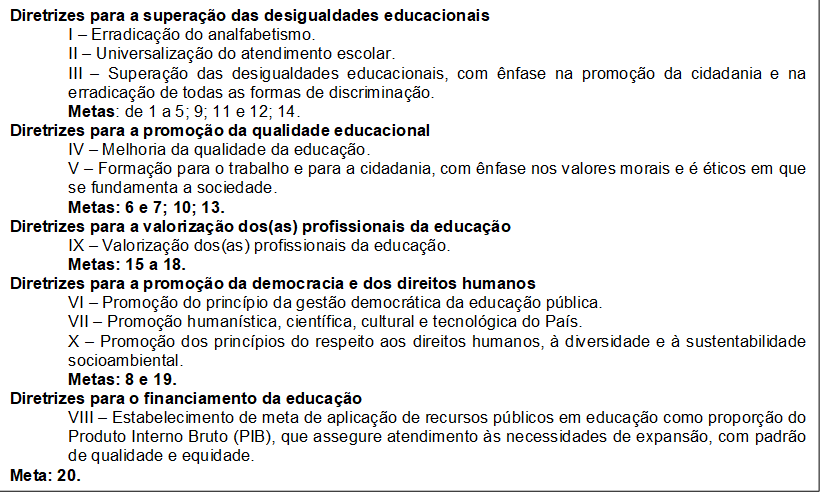 Diretrizes para a superação das desigualdades educacionais
I – Erradicação do analfabetismo.
II – Universalização do atendimento escolar.
III – Superação das desigualdades educacionais, com ênfase na promoção da cidadania e na
erradicação de todas as formas de discriminação.
Metas: de 1 a 5; 9; 11 e 12; 14.
Diretrizes para a promoção da qualidade educacional
IV – Melhoria da qualidade da educação.
V – Formação para o trabalho e para a cidadania, com ênfase nos valores morais e é éticos em que
se fundamenta a sociedade.
Metas: 6 e 7; 10; 13.
Diretrizes para a valorização dos(as) profissionais da educação
IX – Valorização dos(as) profissionais da educação.
Metas: 15 a 18.
Diretrizes para a promoção da democracia e dos direitos humanos
VI – Promoção do princípio da gestão democrática da educação pública.
VII – Promoção humanística, científica, cultural e tecnológica do País.
X – Promoção dos princípios do respeito aos direitos humanos, à diversidade e à sustentabilidade
socioambiental.
Metas: 8 e 19.
Diretrizes para o financiamento da educação
VIII – Estabelecimento de meta de aplicação de recursos públicos em educação como proporção do
Produto Interno Bruto (PIB), que assegure atendimento às necessidades de expansão, com padrão
de qualidade e equidade.
Meta: 20.